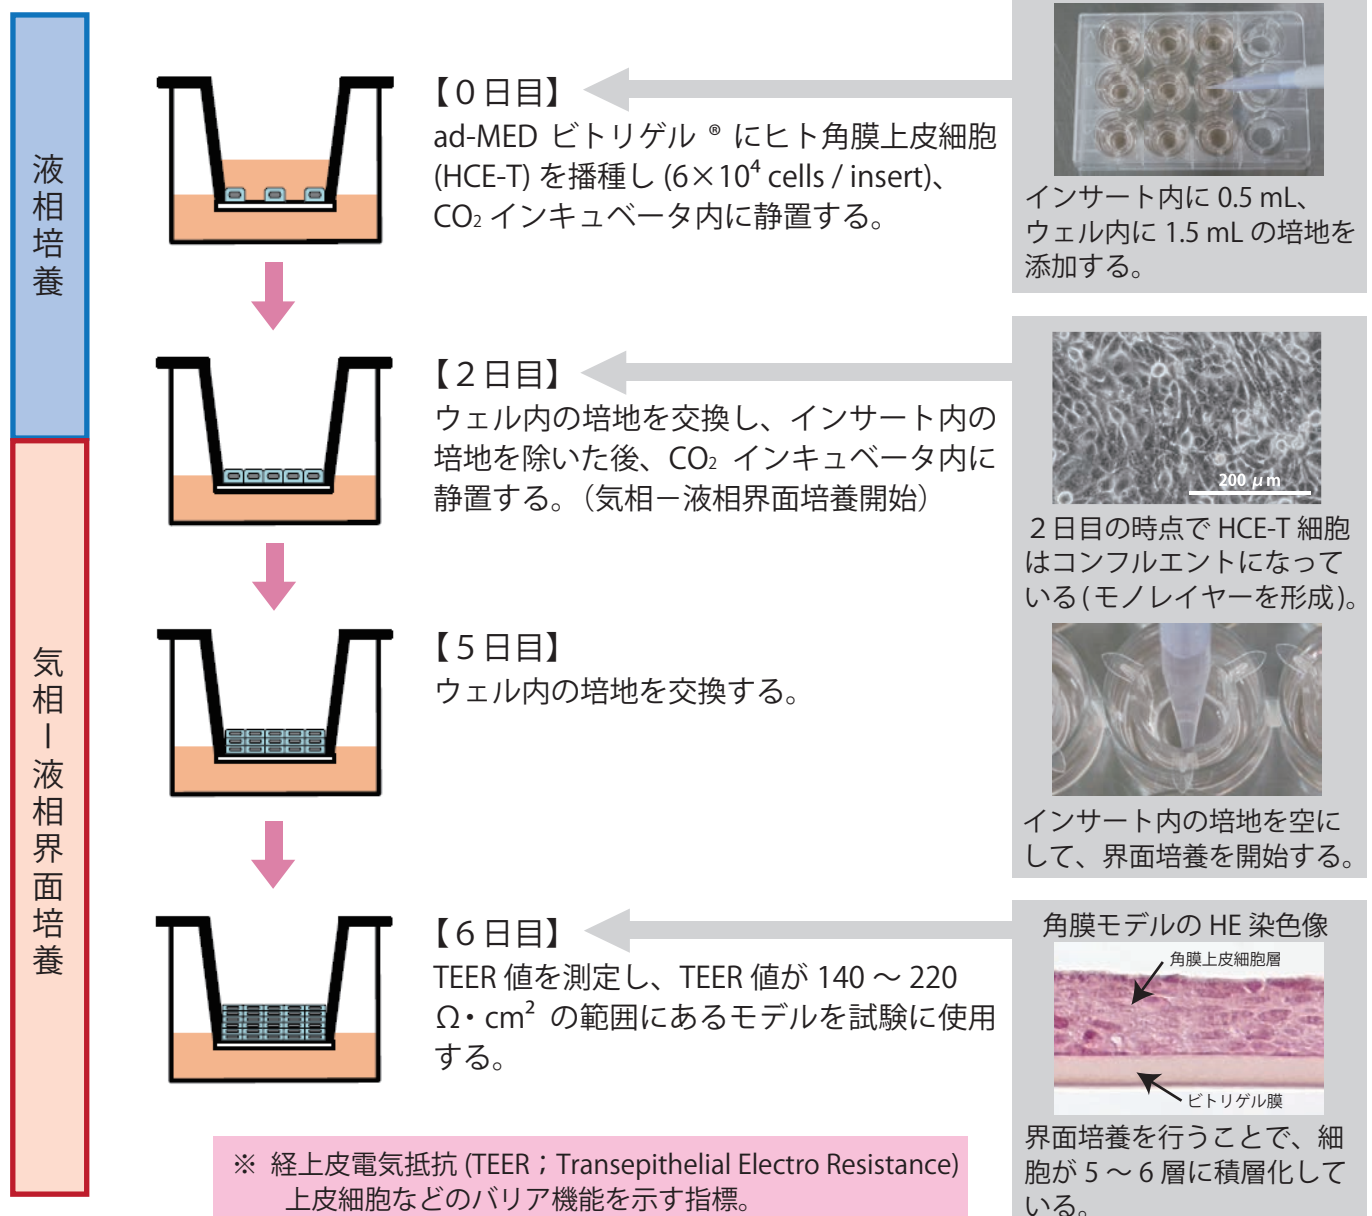 液相培養
気相ー液相界面培養
【0日目】
ad-MED ビトリゲル ® にヒト角膜上皮細胞
(HCE-T) を播種し (6×10⁴ cells / insert)、
CO₂ インキュベータ内に静置する。
インサート内に 0.5 mL、
ウェル内に 1.5 mL の培地を
添加する。
【2日目】
ウェル内の培地を交換し、インサート内の
培地を除いた後、CO₂ インキュベータ内に
静置する。（気相－液相界面培養開始）
200 μm
2日目の時点で HCE-T 細胞
はコンフルエントになって
いる(モノレイヤーを形成)。
インサート内の培地を空に
して、界面培養を開始する。
【5日目】
ウェル内の培地を交換する。
【6日目】
TEER 値を測定し、TEER 値が 140 ～ 220
Ω・cm² の範囲にあるモデルを試験に使用
する。
角膜モデルの HE 染色像
角膜上皮細胞層
ビトリゲル膜
界面培養を行うことで、細
胞が 5 ～ 6 層に積層化して
いる。
※ 経上皮電気抵抗 (TEER；Transepithelial Electro Resistance)
上皮細胞などのバリア機能を示す指標。